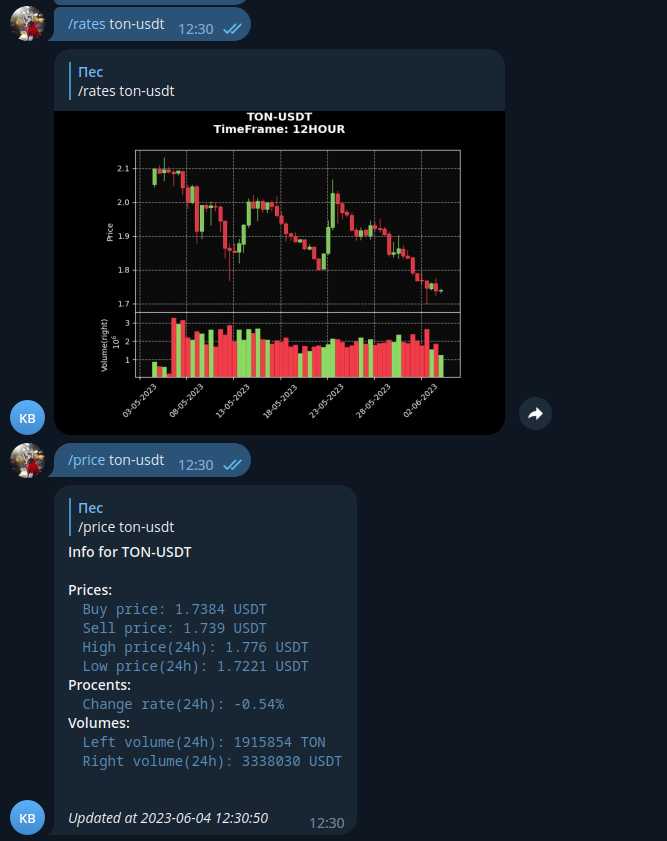 /rates ton-usdt 12:30
Пес
/rates ton-usdt
TON-USDT
TimeFrame: 12HOUR
2.1
2.0
1.9
1.8
1.7
Price
3
2
1
Volume(right)
10⁶
03-05-2023
08-05-2023
13-05-2023
18-05-2023
23-05-2023
28-05-2023
02-06-2023
КВ
/price ton-usdt 12:30
Пес
/price ton-usdt
Info for TON-USDT
Prices:
Buy price: 1.7384 USDT
Sell price: 1.739 USDT
High price(24h): 1.776 USDT
Low price(24h): 1.7221 USDT
Procents:
Change rate(24h): -0.54%
Volumes:
Left volume(24h): 1915854 TON
Right volume(24h): 3338030 USDT
КВ
Updated at 2023-06-04 12:30:50
12:30